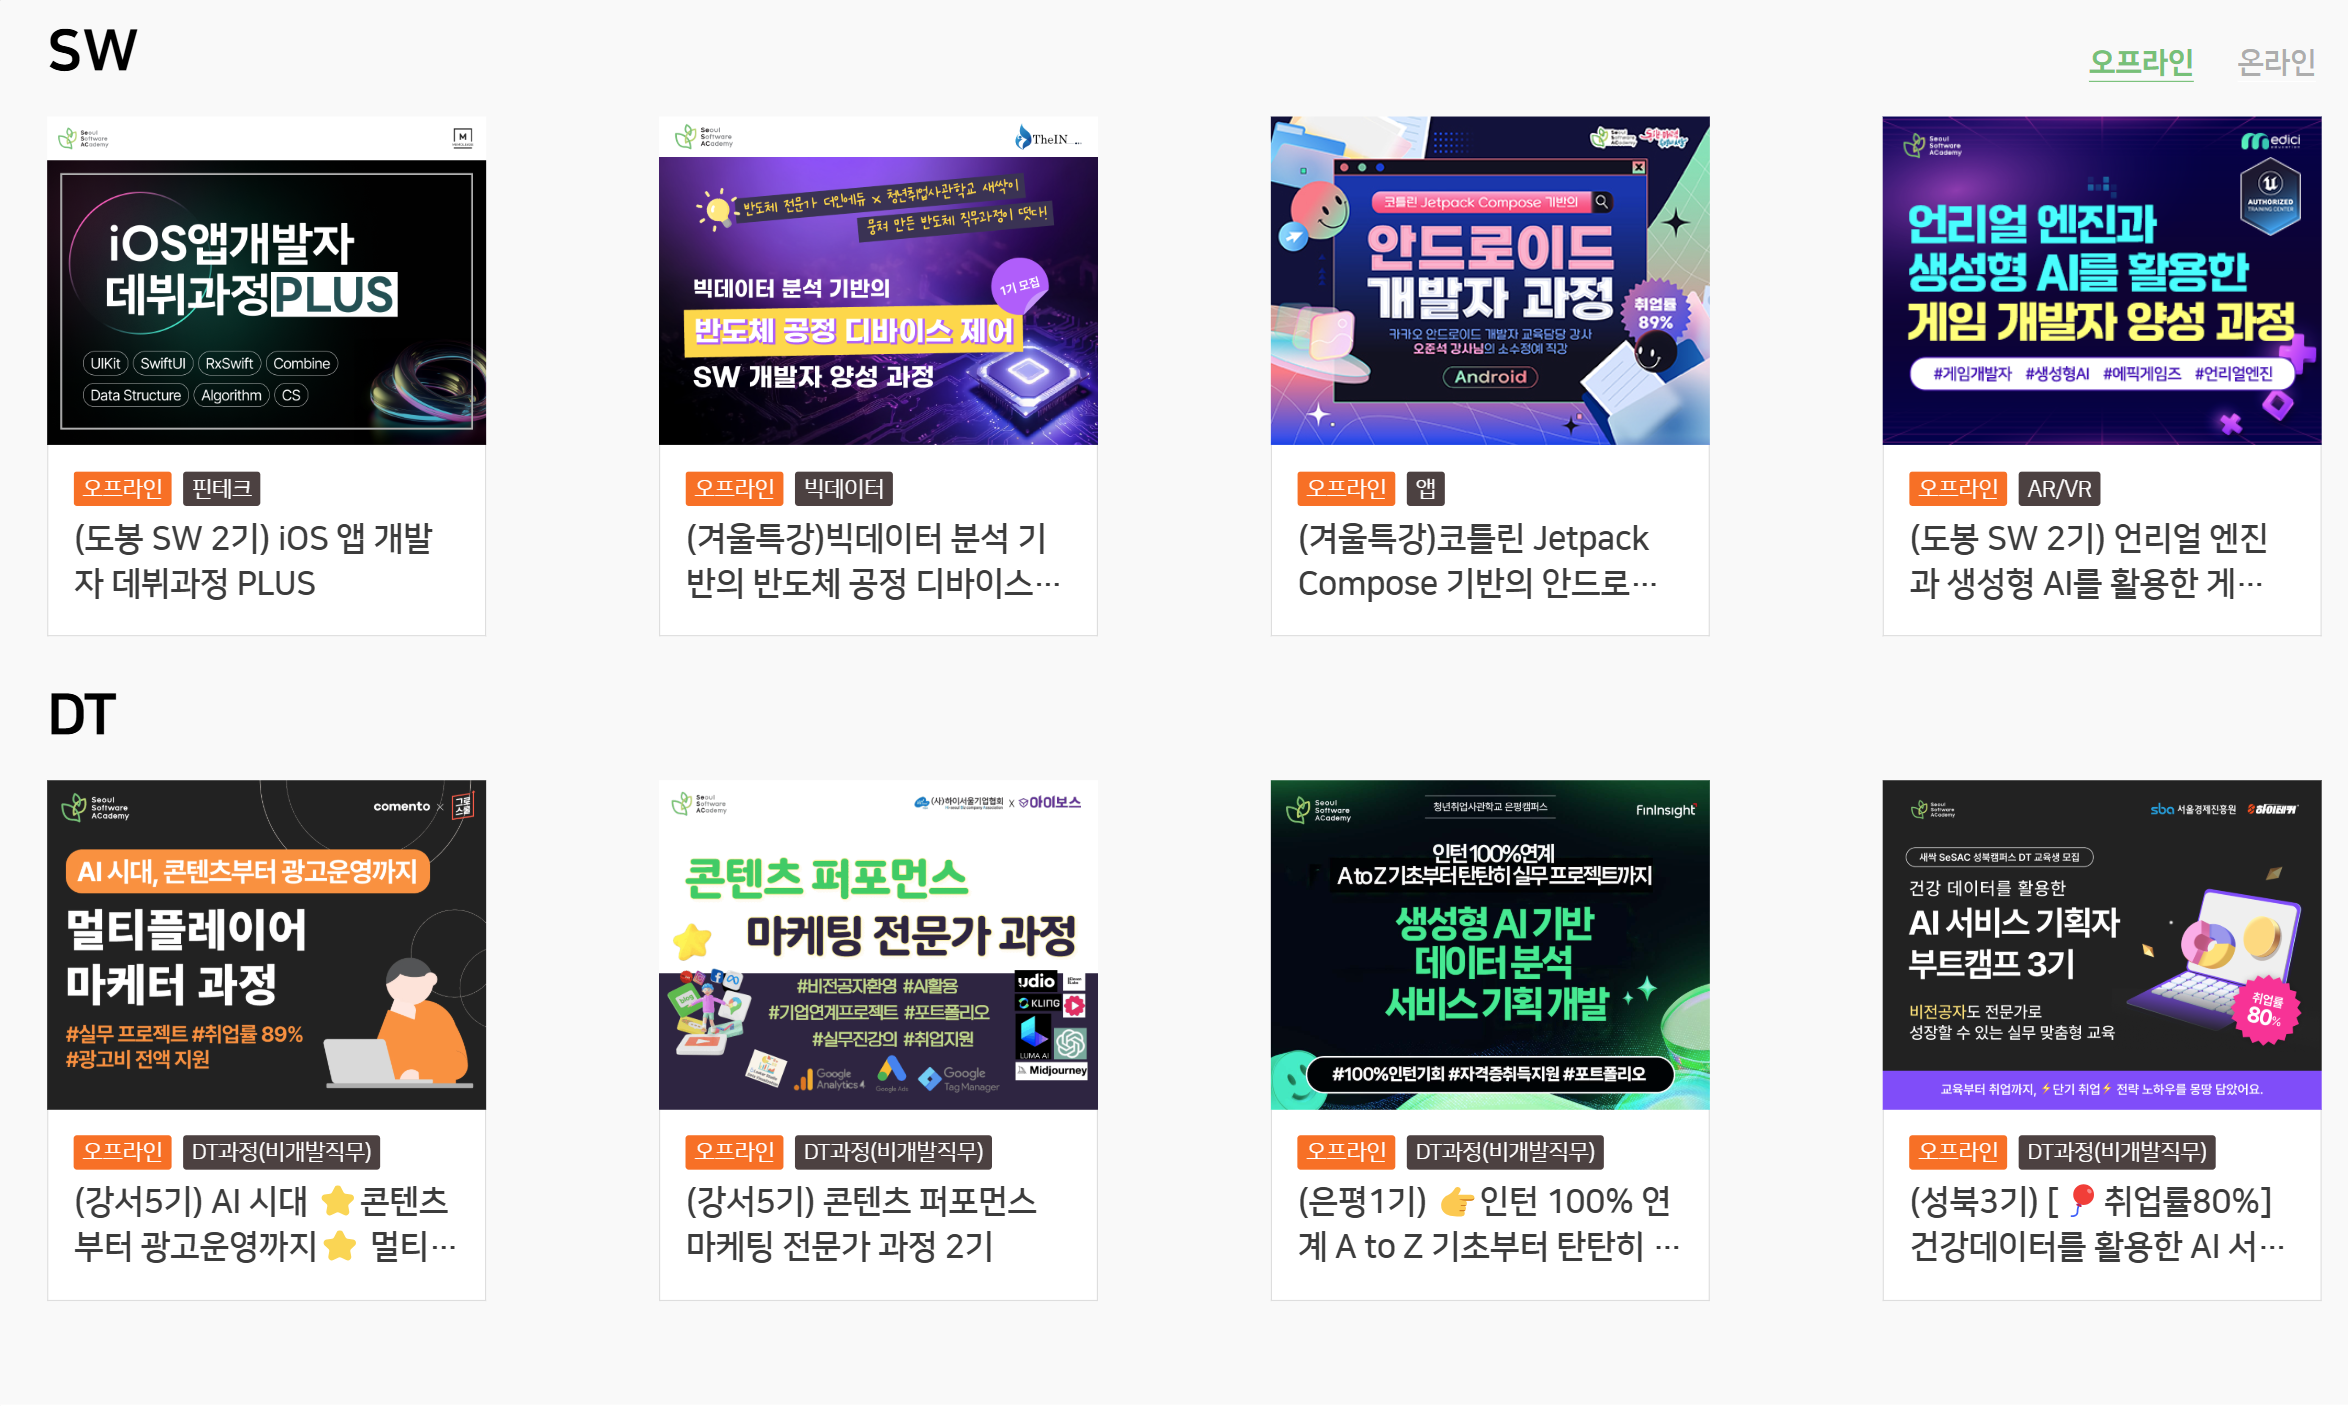 SW
오프라인 온라인
Seoul
Software
ACademy
M
iOS앱개발자
데뷔과정PLUS
UIKit SwiftUI RxSwift Combine
Data Structure Algorithm CS
오프라인 핀테크
(도봉 SW 2기) iOS 앱 개발
자 데뷔과정 PLUS
Seoul
Software
ACademy
TheIN
반도체 전문가 더인에듀 × 청년취업사관학교 새싹이
뭉쳐 만든 반도체 직무과정이 떴다!
1기 모집
빅데이터 분석 기반의
반도체 공정 디바이스 제어
SW 개발자 양성 과정
오프라인 빅데이터
(겨울특강)빅데이터 분석 기
반의 반도체 공정 디바이스…
Seoul
Software
ACademy
코틀린 Jetpack Compose 기반의
안드로이드
개발자 과정
취업률
89%
카카오 안드로이드 개발자 교육담당 강사
오준석 강사님의 소수정예 직강
Android
오프라인 앱
(겨울특강)코틀린 Jetpack
Compose 기반의 안드로…
Seoul
Software
ACademy
medici
education
AUTHORIZED
TRAINING CENTER
언리얼 엔진과
생성형 AI를 활용한
게임 개발자 양성 과정
#게임개발자 #생성형AI #에픽게임즈 #언리얼엔진
오프라인 AR/VR
(도봉 SW 2기) 언리얼 엔진
과 생성형 AI를 활용한 게…
DT
Seoul
Software
ACademy
comento × 그로스쿨
AI 시대, 콘텐츠부터 광고운영까지
멀티플레이어
마케터 과정
#실무 프로젝트 #취업률 89%
#광고비 전액 지원
오프라인 DT과정(비개발직무)
(강서5기) AI 시대 ⭐콘텐츠
부터 광고운영까지⭐ 멀티…
Seoul
Software
ACademy
(사)하이서울기업협회 x 아이보스
콘텐츠 퍼포먼스
마케팅 전문가 과정
#비전공자환영 #AI활용
#기업연계프로젝트 #포트폴리오
#실무진강의 #취업지원
blog
udio
KLING
LUMA AI
Midjourney
Google
Analytics 4
Google Ads
Google
Tag Manager
오프라인 DT과정(비개발직무)
(강서5기) 콘텐츠 퍼포먼스
마케팅 전문가 과정 2기
Seoul
Software
ACademy
청년취업사관학교 은평캠퍼스
FinInsight
인턴 100%연계
A to Z 기초부터 탄탄히 실무 프로젝트까지
생성형 AI 기반
데이터 분석
서비스 기획 개발
#100%인턴기회 #자격증취득지원 #포트폴리오
오프라인 DT과정(비개발직무)
(은평1기) 👉인턴 100% 연
계 A to Z 기초부터 탄탄히 …
Seoul
Software
ACademy
sba 서울경제진흥원 하이테커
새싹 SeSAC 성북캠퍼스 DT 교육생 모집
건강 데이터를 활용한
AI 서비스 기획자
부트캠프 3기
비전공자도 전문가로
성장할 수 있는 실무 맞춤형 교육
취업률
80%
교육부터 취업까지, ⚡단기 취업⚡ 전략 노하우를 몽땅 담았어요.
오프라인 DT과정(비개발직무)
(성북3기) [🎈취업률80%]
건강데이터를 활용한 AI 서…